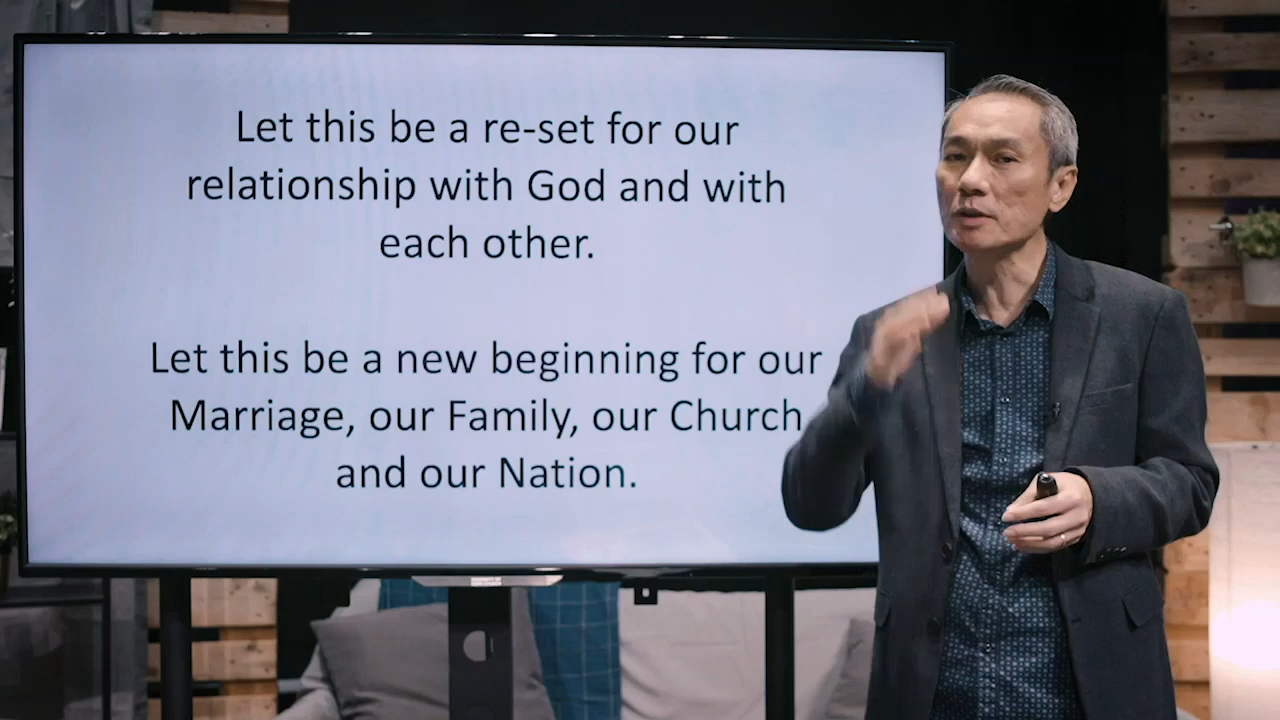 Let this be a re-set for our
relationship with God and with
each other.
Let this be a new beginning for our
Marriage, our Family, our Church
and our Nation.